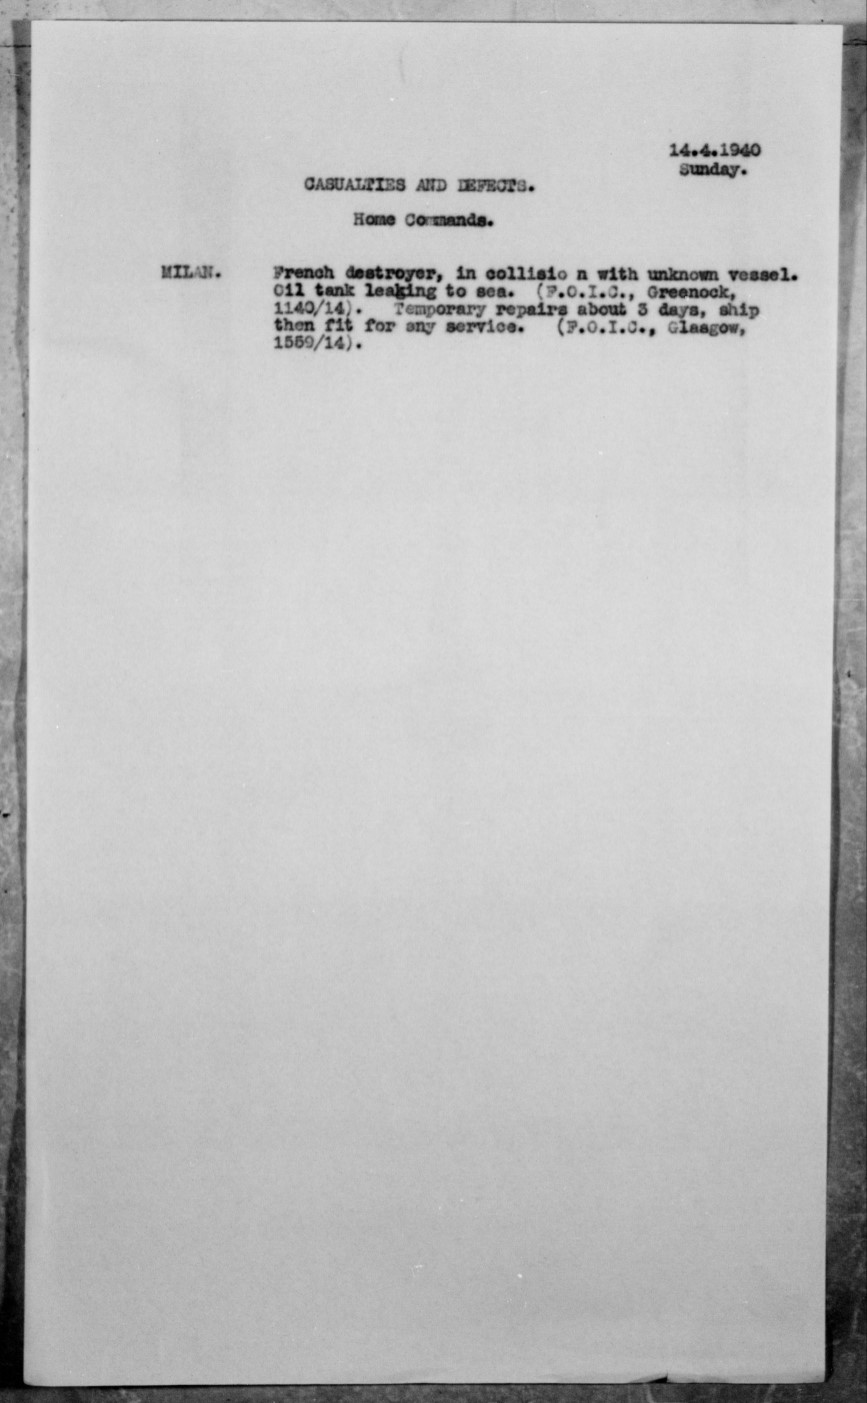 14.4.1940
Sunday.
CASUALTIES AND DEFECTS.
Home Commands.
MILAN. French destroyer, in collisio n with unknown vessel.
Oil tank leaking to sea. (F.O.I.C., Greenock,
1140/14). Temporary repairs about 3 days, ship
then fit for any service. (F.O.I.C., Glasgow,
1559/14).